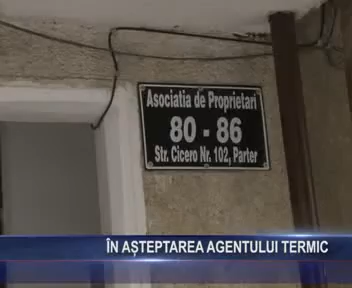 Asociatia de Proprietari
80 - 86
Str. Cicero Nr. 102, Parter
ÎN AȘTEPTAREA AGENTULUI TERMIC